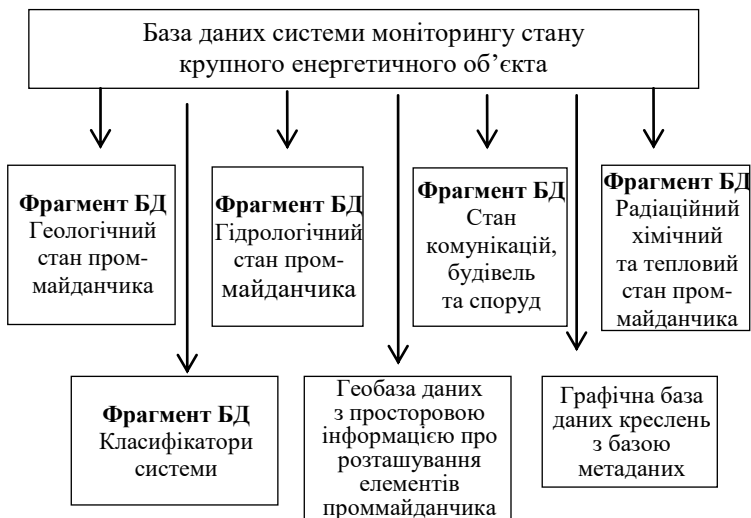 База даних системи моніторингу стану
крупного енергетичного об’єкта
Фрагмент БД
Геологічний
стан пром-
майданчика
Фрагмент БД
Гідрологічний
стан пром-
майданчика
Фрагмент БД
Стан
комунікацій,
будівель
та споруд
Фрагмент БД
Радіаційний
хімічний
та тепловий
стан пром-
майданчика
Фрагмент БД
Класифікатори
системи
Геобаза даних
з просторовою
інформацією про
розташування
елементів
проммайданчика
Графічна база
даних креслень
з базою
метаданих